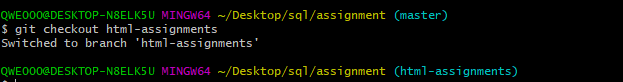 QWEOOO@DESKTOP-N8ELK5U MINGW64 ~/Desktop/sql/assignment (master)
$ git checkout html-assignments
Switched to branch 'html-assignments'
QWEOOO@DESKTOP-N8ELK5U MINGW64 ~/Desktop/sql/assignment (html-assignments)